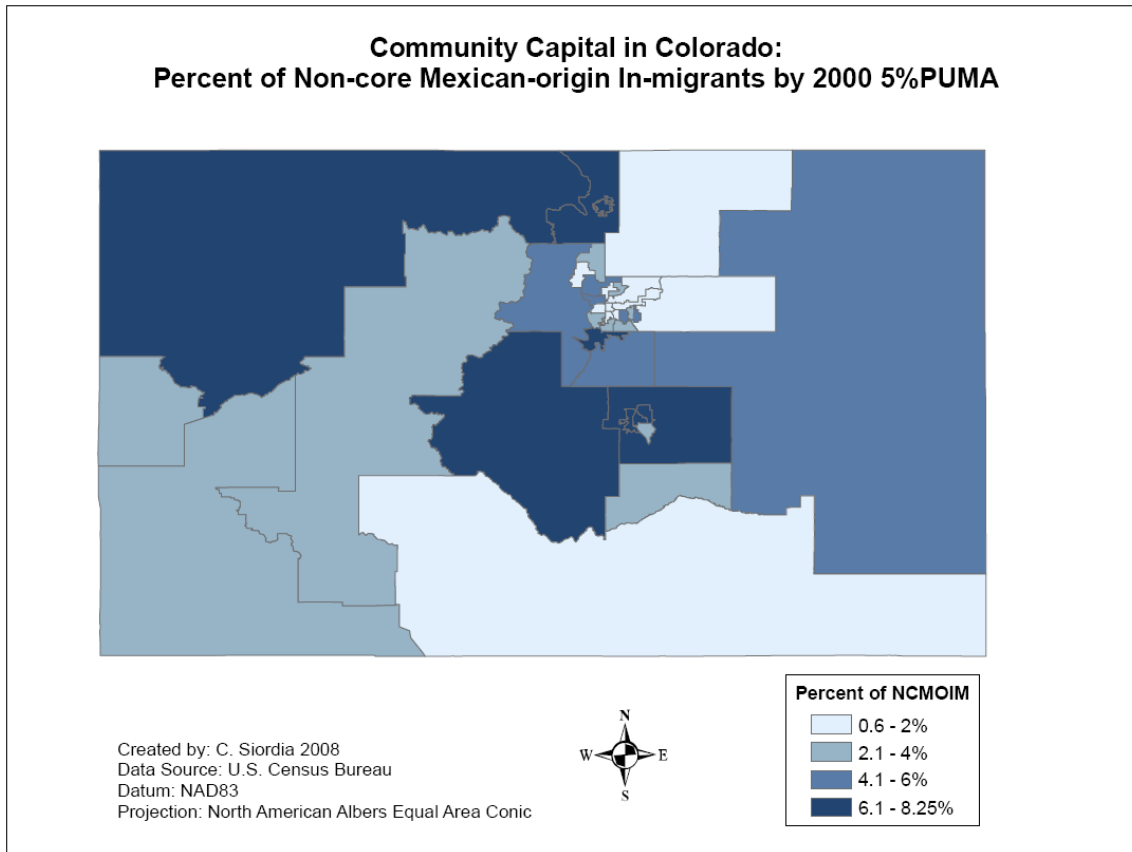 Community Capital in Colorado:
Percent of Non-core Mexican-origin In-migrants by 2000 5%PUMA
Percent of NCMOIM
0.6 - 2%
2.1 - 4%
4.1 - 6%
6.1 - 8.25%
N
W E
S
Created by: C. Siordia 2008
Data Source: U.S. Census Bureau
Datum: NAD83
Projection: North American Albers Equal Area Conic